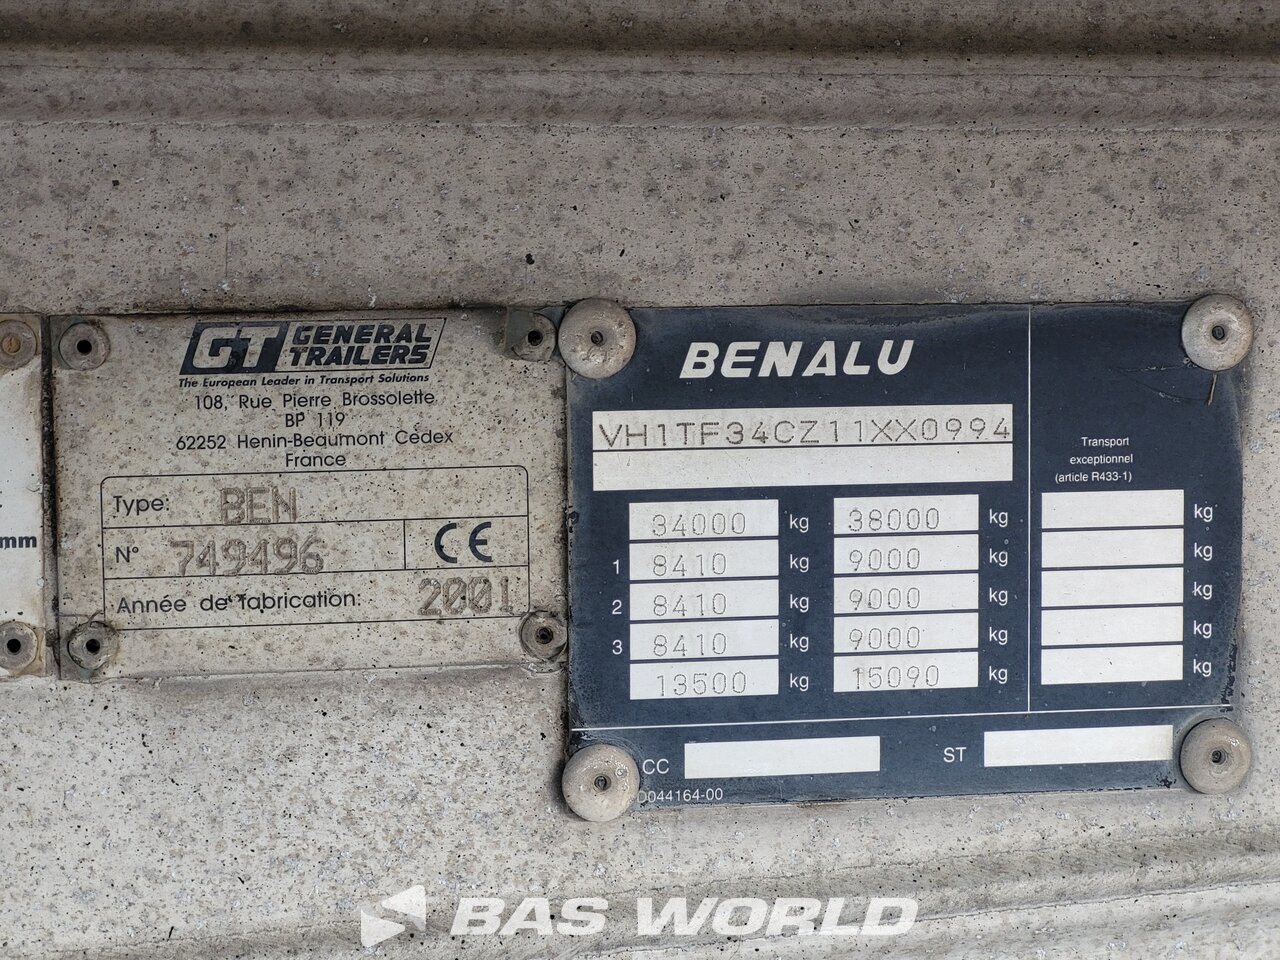 mm
GT GENERAL TRAILERS
The European Leader in Transport Solutions
108, Rue Pierre Brossolette
BP 119
62252 Henin-Beaumont Cedex
France
Type: BEN
N° 749496 CE
Année de fabrication: 2001
BENALU
VH1TF34CZ11XX0994
Transport
exceptionnel
(article R433-1)
34000 kg 38000 kg kg
1 8410 kg 9000 kg kg
2 8410 kg 9000 kg kg
3 8410 kg 9000 kg kg
13500 kg 15090 kg kg
CC ST
D044164-00
BAS WORLD